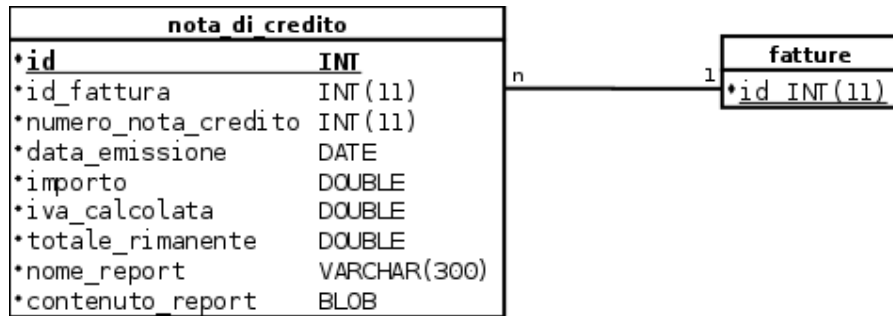 nota_di_credito
*id INT
*id_fattura INT(11)
*numero_nota_credito INT(11)
*data_emissione DATE
*importo DOUBLE
*iva_calcolata DOUBLE
*totale_rimanente DOUBLE
*nome_report VARCHAR(300)
*contenuto_report BLOB
n
1
fatture
*id INT(11)